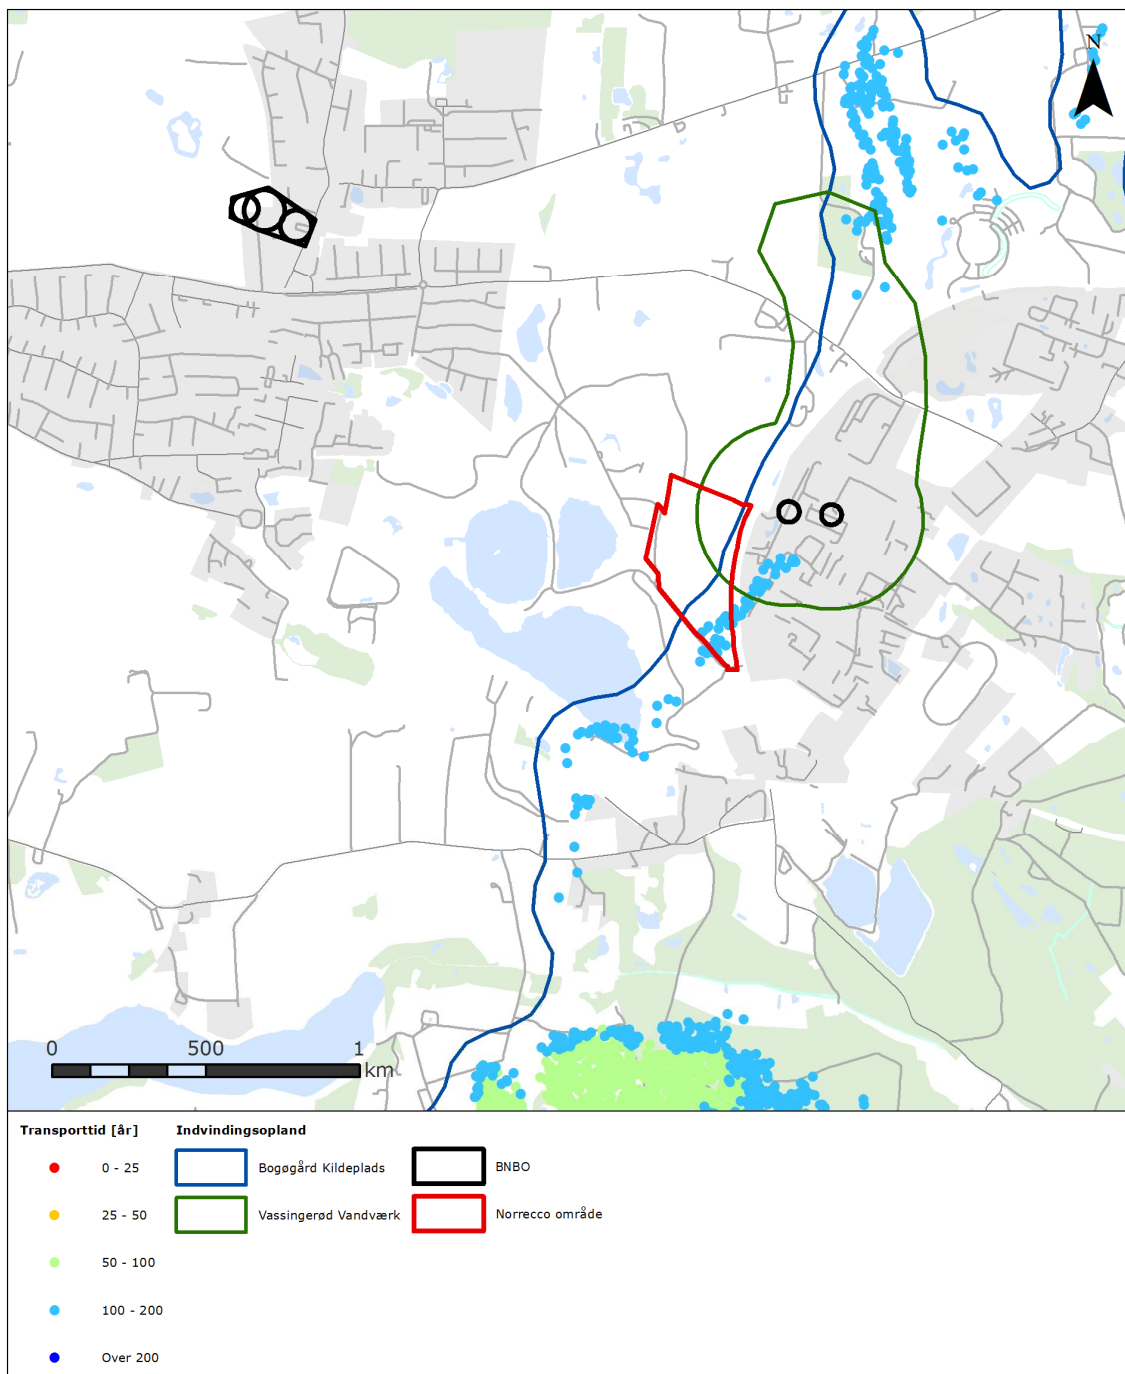 N
0 500 1
km
Transporttid [år] Indvindingsopland
0 - 25 Bogøgård Kildeplads BNBO
25 - 50 Vassingerød Vandværk Norrecco område
50 - 100
100 - 200
Over 200